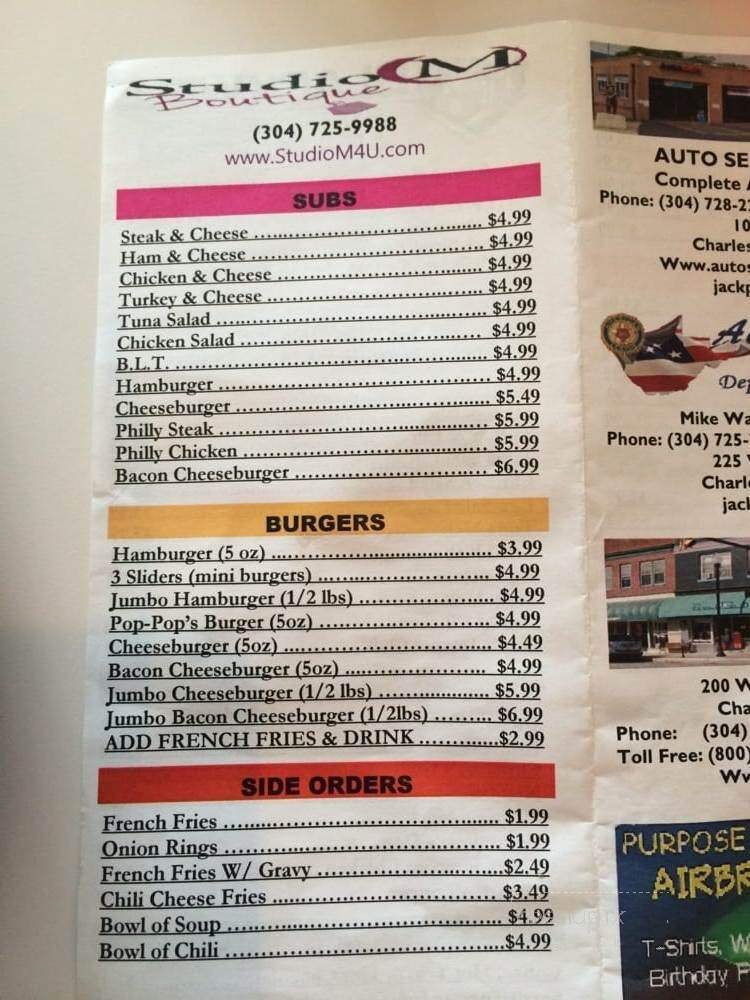 Studio M
Boutique
(304) 725-9988
www.StudioM4U.com
SUBS
Steak & Cheese ........................................ $4.99
Ham & Cheese ........................................ $4.99
Chicken & Cheese ................................... $4.99
Turkey & Cheese ..................................... $4.99
Tuna Salad ............................................. $4.99
Chicken Salad ........................................ $4.99
B.L.T. .................................................... $4.99
Hamburger ............................................. $4.99
Cheeseburger .......................................... $5.49
Philly Steak ............................................. $5.99
Philly Chicken ......................................... $5.99
Bacon Cheeseburger ................................ $6.99
BURGERS
Hamburger (5 oz) .................................... $3.99
3 Sliders (mini burgers) ............................ $4.99
Jumbo Hamburger (1/2 lbs) ..................... $4.99
Pop-Pop's Burger (5oz) ............................ $4.99
Cheeseburger (5oz) .................................. $4.49
Bacon Cheeseburger (5oz) ....................... $4.99
Jumbo Cheeseburger (1/2 lbs) .................. $5.99
Jumbo Bacon Cheeseburger (1/2lbs) ......... $6.99
ADD FRENCH FRIES & DRINK ............$2.99
SIDE ORDERS
French Fries ............................................ $1.99
Onion Rings ............................................ $1.99
French Fries W/ Gravy .............................$2.49
Chili Cheese Fries .................................... $3.49
Bowl of Soup ........................................... $4.99
Bowl of Chili ............................................$4.99
AUTO SE
Complete
Phone: (304) 728-2
10
Charles
Www.autos
jackp
Dep
Mike Wa
Phone: (304) 725-
225
Charl
jac
200 W
Cha
Phone: (304)
Toll Free: (800)
Ww
PURPOSE
AIRBR
T-Shirts, W
Birthday P